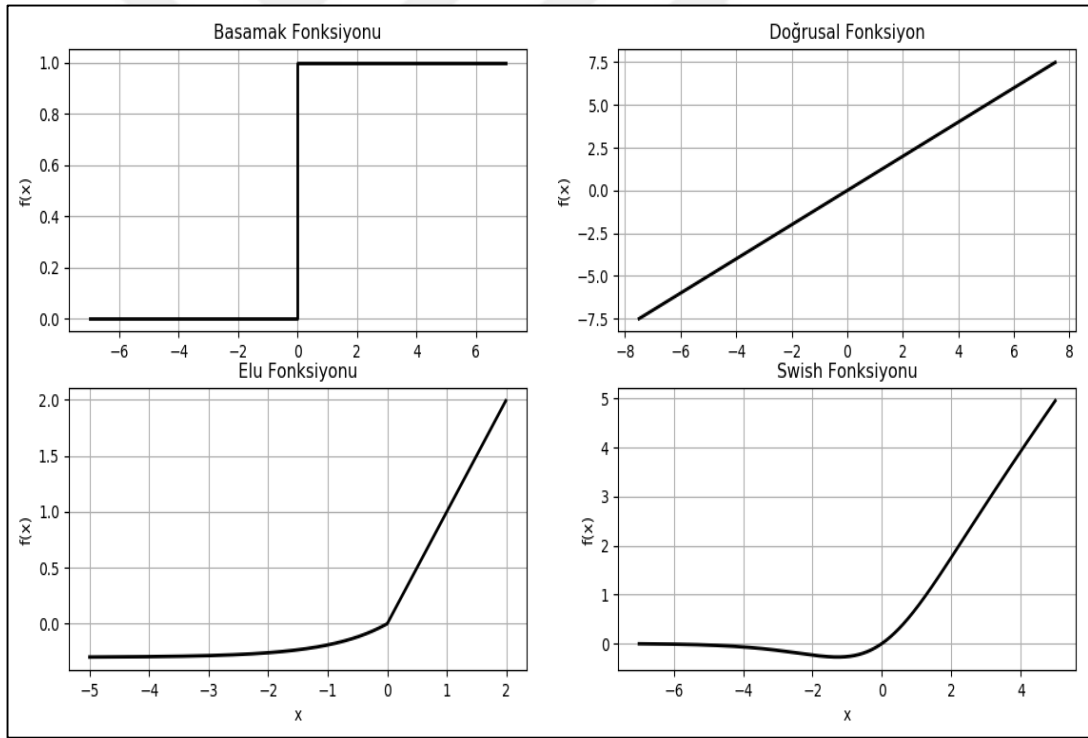 Basamak Fonksiyonu
f(x)
1.0
0.8
0.6
0.4
0.2
0.0
−6 −4 −2 0 2 4 6
Doğrusal Fonksiyon
f(x)
7.5
5.0
2.5
0.0
−2.5
−5.0
−7.5
−8 −6 −4 −2 0 2 4 6 8
Elu Fonksiyonu
f(x)
2.0
1.5
1.0
0.5
0.0
−5 −4 −3 −2 −1 0 1 2
x
Swish Fonksiyonu
f(x)
5
4
3
2
1
0
−6 −4 −2 0 2 4
x